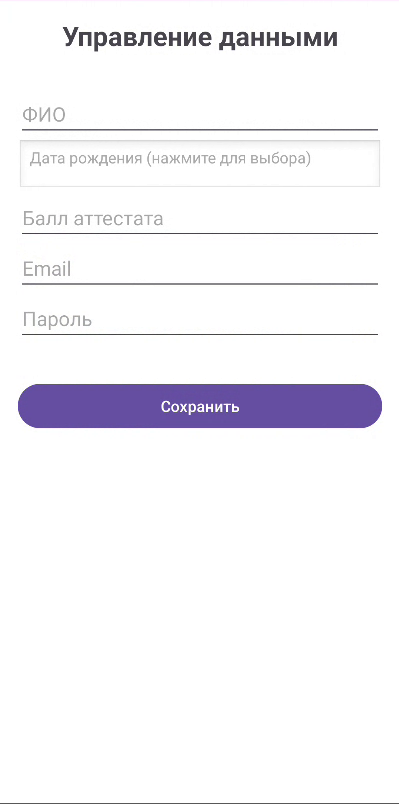 Управление данными
ФИО
Дата рождения (нажмите для выбора)
Балл аттестата
Email
Пароль
Сохранить